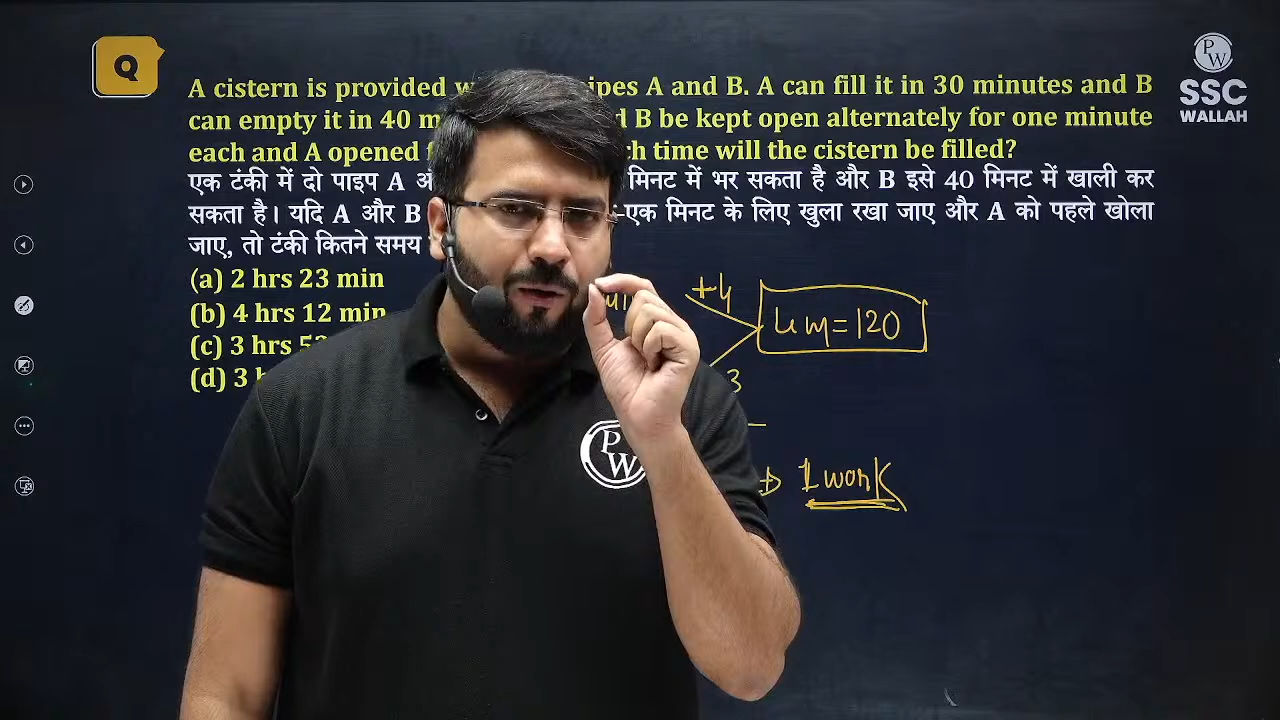 Q
A cistern is provided pipes A and B. A can fill it in 30 minutes and B
can empty it in 40 B be kept open alternately for one minute
each and A opened time will the cistern be filled?
एक टंकी में दो पाइप A मिनट में भर सकता है और B इसे 40 मिनट में खाली कर
सकता है। यदि A और B -एक मिनट के लिए खुला रखा जाए और A को पहले खोला
जाए, तो टंकी कितने समय
(a) 2 hrs 23 min
(b) 4 hrs 12 min
(c) 3 hrs
(d) 3
+4
Lcm=120
3
⇒ 1 work
PW
PW
SSC
WALLAH